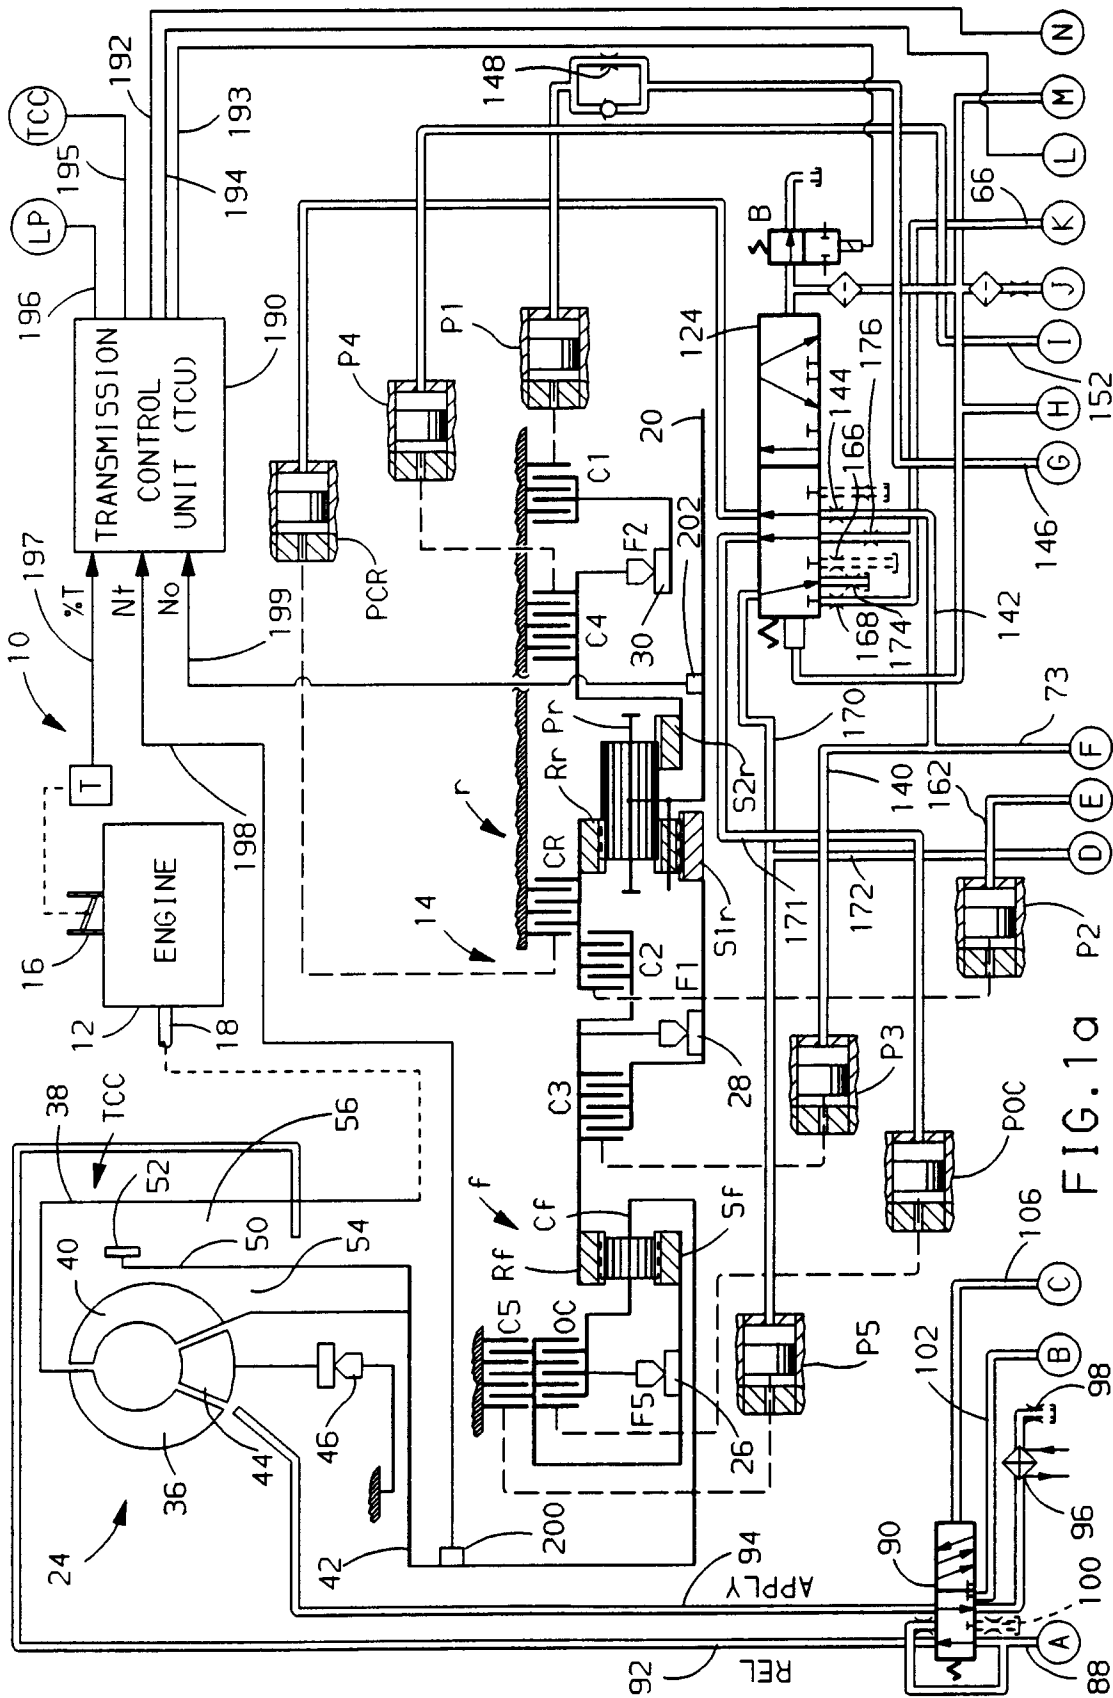 24
36
40
44
46
42
38
TCC
52
50
54
56
12
18
16
ENGINE
T
10
197
%T
Nt
No
198
199
TRANSMISSION
CONTROL
UNIT (TCU)
190
196
LP
195
TCC
192
194
193
200
C5
OC
F5
26
Rf
f
Cf
Sf
C3
28
F1
C2
14
CR
r
Rr
Pr
S1r
S2r
C4
30
F2
C1
20
202
PCR
P4
P1
148
P5
POC
P3
P2
171
172
170
140
162
142
73
168
174
166
144
176
124
B
146
152
66
92
REL
94
APPLY
90
88
100
96
98
102
106
A
B
C
D
E
F
G
H
I
J
K
L
M
N
FIG. 1a